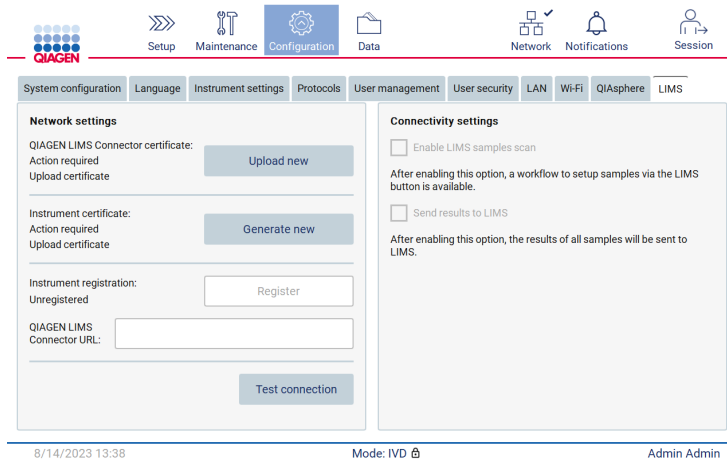 QIAGEN
Setup
Maintenance
Configuration
Data
Network
Notifications
Session
System configuration
Language
Instrument settings
Protocols
User management
User security
LAN
Wi-Fi
QIAsphere
LIMS
Network settings
QIAGEN LIMS Connector certificate:
Action required
Upload certificate
Upload new
Instrument certificate:
Action required
Upload certificate
Generate new
Instrument registration:
Unregistered
Register
QIAGEN LIMS
Connector URL:
Test connection
Connectivity settings
Enable LIMS samples scan
After enabling this option, a workflow to setup samples via the LIMS
button is available.
Send results to LIMS
After enabling this option, the results of all samples will be sent to
LIMS.
8/14/2023 13:38
Mode: IVD
Admin Admin